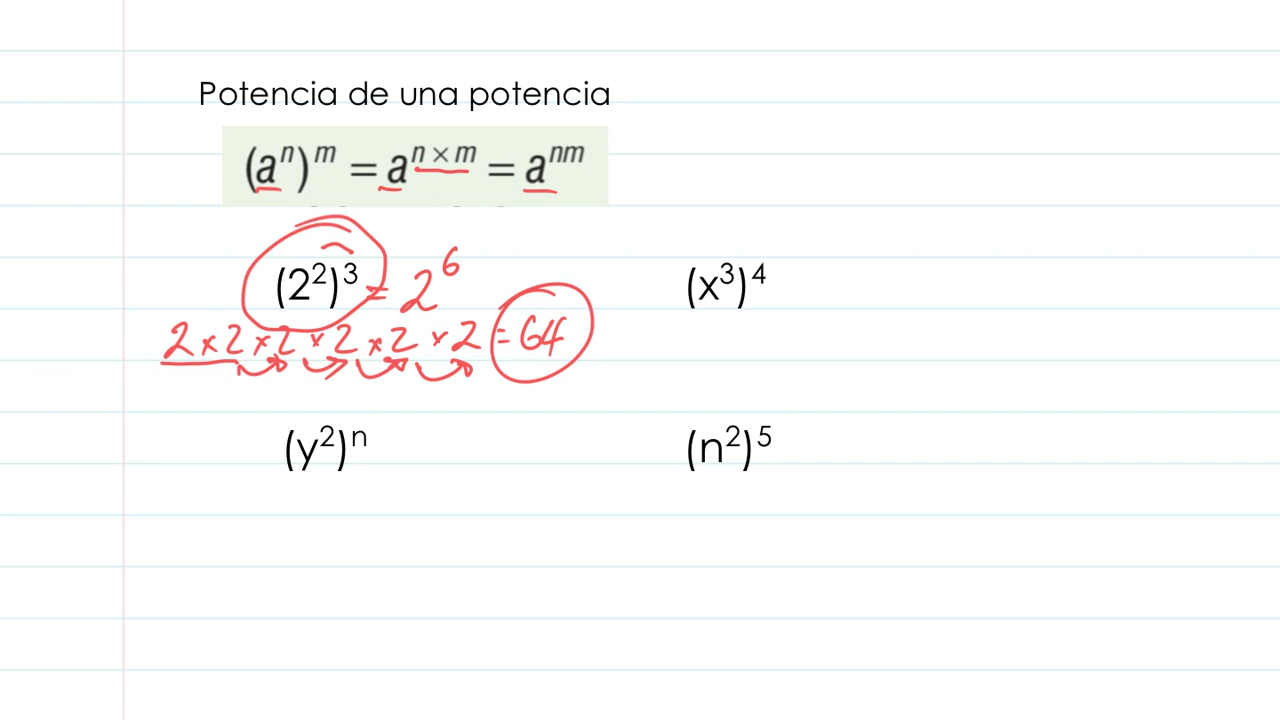 Potencia de una potencia
(aⁿ)ᵐ = aⁿ ˣ ᵐ = aⁿᵐ
(2²)³ = 2⁶
(x³)⁴
2 × 2 × 2 × 2 × 2 × 2 = 64
(y²)ⁿ
(n²)⁵